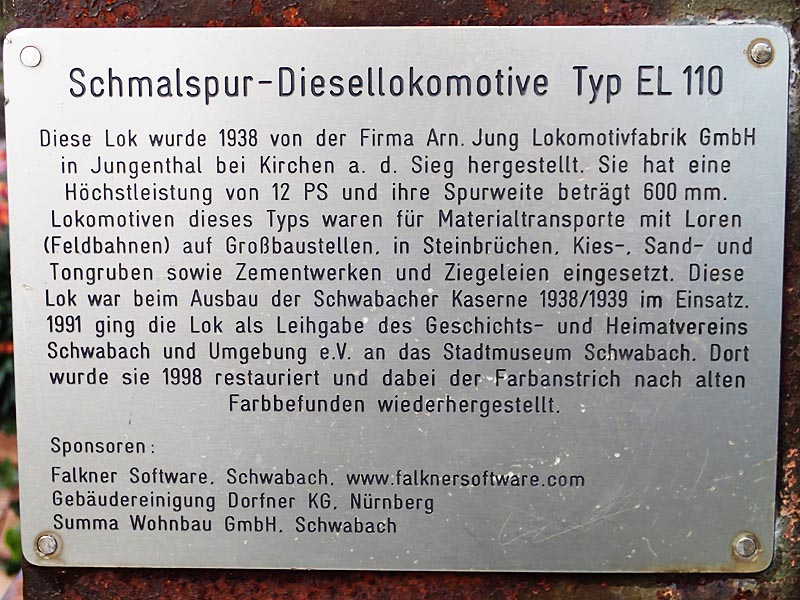 Schmalspur-Diesellokomotive Typ EL 110
Diese Lok wurde 1938 von der Firma Arn. Jung Lokomotivfabrik GmbH
in Jungenthal bei Kirchen a. d. Sieg hergestellt. Sie hat eine
Höchstleistung von 12 PS und ihre Spurweite beträgt 600 mm.
Lokomotiven dieses Typs waren für Materialtransporte mit Loren
(Feldbahnen) auf Großbaustellen, in Steinbrüchen, Kies-, Sand- und
Tongruben sowie Zementwerken und Ziegeleien eingesetzt. Diese
Lok war beim Ausbau der Schwabacher Kaserne 1938/1939 im Einsatz.
1991 ging die Lok als Leihgabe des Geschichts- und Heimatvereins
Schwabach und Umgebung e.V. an das Stadtmuseum Schwabach. Dort
wurde sie 1998 restauriert und dabei der Farbanstrich nach alten
Farbbefunden wiederhergestellt.
Sponsoren:
Falkner Software, Schwabach, www.falknersoftware.com
Gebäudereinigung Dorfner KG, Nürnberg
Summa Wohnbau GmbH, Schwabach